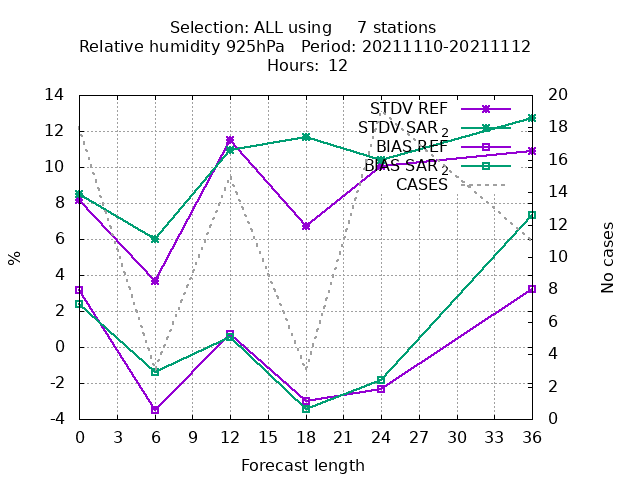 Selection: ALL using     7 stations
Relative humidity 925hPa   Period: 20211110-20211112
Hours: 12
14
12
10
8
6
4
2
0
-2
-4
%
20
18
16
14
12
10
8
6
4
2
0
No cases
STDV REF
STDV SAR 2
BIAS REF
BIAS SAR 2
CASES
0 3 6 9 12 15 18 21 24 27 30 33 36
Forecast length